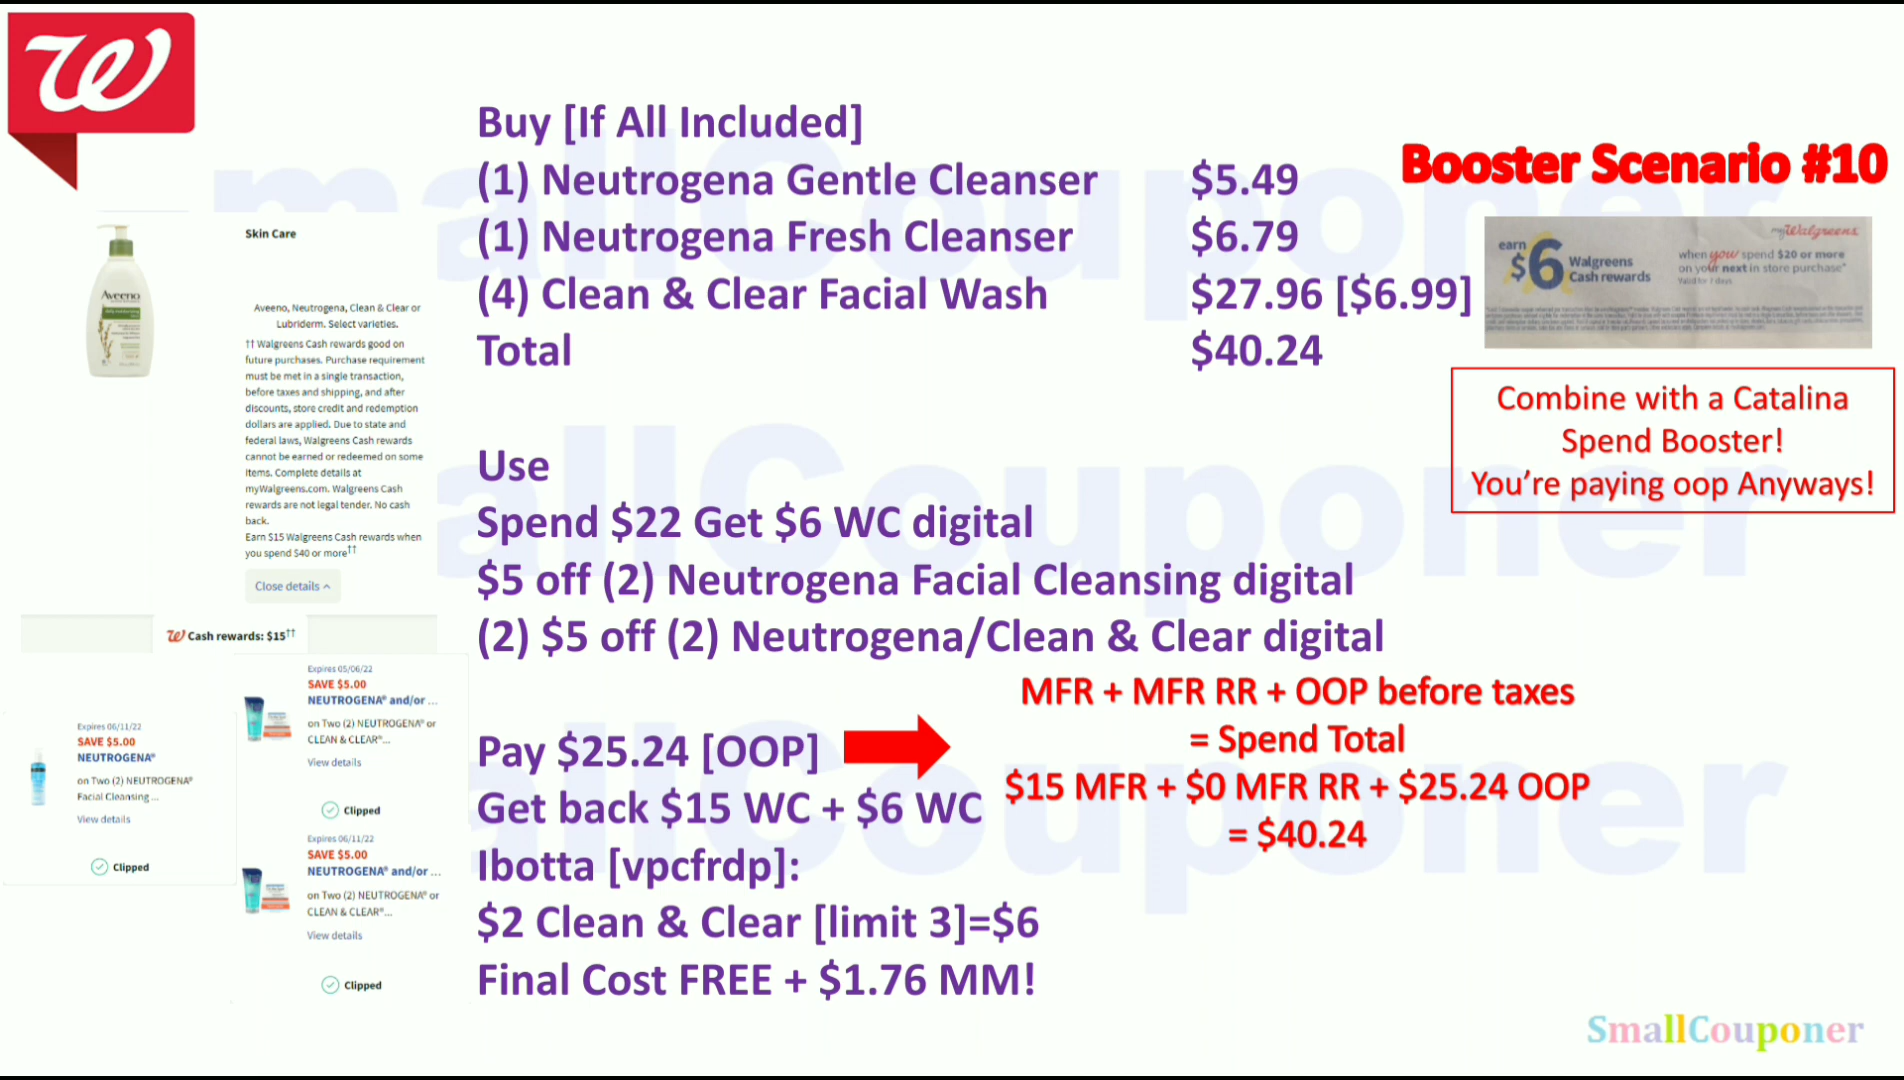 W
Buy [If All Included]
(1) Neutrogena Gentle Cleanser $5.49
(1) Neutrogena Fresh Cleanser $6.79
(4) Clean & Clear Facial Wash $27.96 [$6.99]
Total $40.24
Booster Scenario #10
earn $6 Walgreens Cash rewards
myWalgreens
when you spend $20 or more
on your next in store purchase*
Valid for 7 days
Combine with a Catalina
Spend Booster!
You're paying oop Anyways!
Aveeno
Skin Care
Aveeno, Neutrogena, Clean & Clear or
Lubriderm. Select varieties.
†† Walgreens Cash rewards good on
future purchases. Purchase requirement
must be met in a single transaction,
before taxes and shipping, and after
discounts, store credit and redemption
dollars are applied. Due to state and
federal laws, Walgreens Cash rewards
cannot be earned or redeemed on some
items. Complete details at
myWalgreens.com. Walgreens Cash
rewards are not legal tender. No cash
back.
Earn $15 Walgreens Cash rewards when
you spend $40 or more††
Close details
W Cash rewards: $15††
Expires 06/11/22
SAVE $5.00
NEUTROGENA®
on Two (2) NEUTROGENA®
Facial Cleansing ...
View details
Clipped
Expires 05/06/22
SAVE $5.00
NEUTROGENA® and/or ...
on Two (2) NEUTROGENA® or
CLEAN & CLEAR®...
View details
Clipped
Expires 06/11/22
SAVE $5.00
NEUTROGENA® and/or ...
on Two (2) NEUTROGENA® or
CLEAN & CLEAR®...
View details
Clipped
Use
Spend $22 Get $6 WC digital
$5 off (2) Neutrogena Facial Cleansing digital
(2) $5 off (2) Neutrogena/Clean & Clear digital
Pay $25.24 [OOP]
Get back $15 WC + $6 WC
Ibotta [vpcfrdp]:
$2 Clean & Clear [limit 3]=$6
Final Cost FREE + $1.76 MM!
MFR + MFR RR + OOP before taxes
= Spend Total
$15 MFR + $0 MFR RR + $25.24 OOP
= $40.24
SmallCouponer
mallCouponer
mallCouponer
mallCouponer